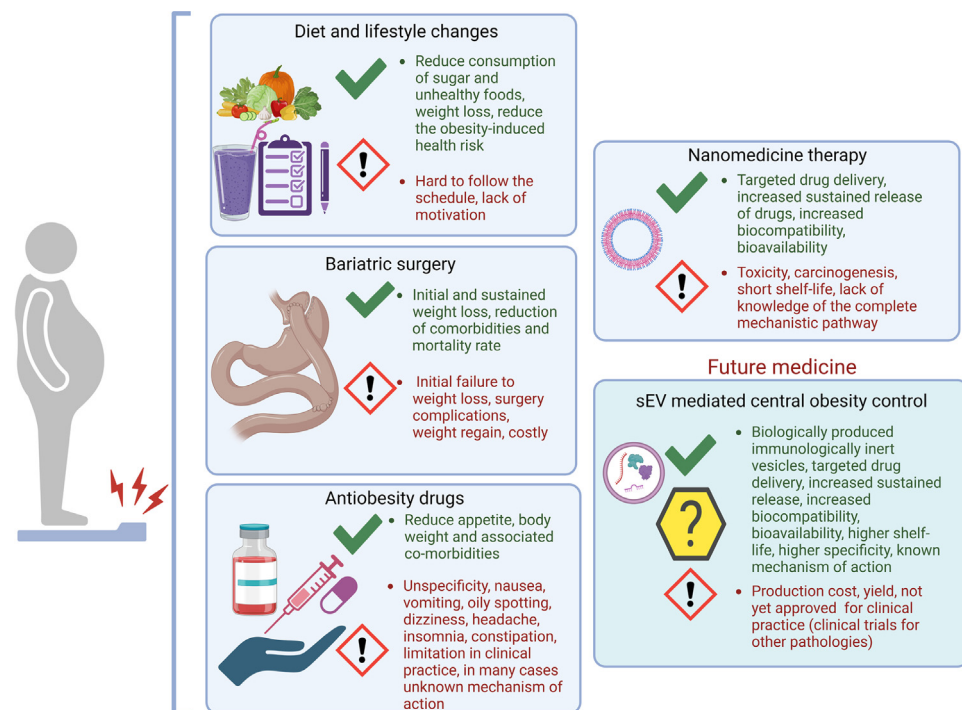 Diet and lifestyle changes
• Reduce consumption
of sugar and
unhealthy foods,
weight loss, reduce
the obesity-induced
health risk
• Hard to follow the
schedule, lack of
motivation
Bariatric surgery
• Initial and sustained
weight loss, reduction
of comorbidities and
mortality rate
• Initial failure to
weight loss, surgery
complications,
weight regain, costly
Antiobesity drugs
• Reduce appetite, body
weight and associated
co-morbidities
• Unspecificity, nausea,
vomiting, oily spotting,
dizziness, headache,
insomnia, constipation,
limitation in clinical
practice, in many cases
unknown mechanism of
action
Nanomedicine therapy
• Targeted drug delivery,
increased sustained release
of drugs, increased
biocompatibility,
bioavailability
• Toxicity, carcinogenesis,
short shelf-life, lack of
knowledge of the complete
mechanistic pathway
Future medicine
sEV mediated central obesity control
• Biologically produced
immunologically inert
vesicles, targeted drug
delivery, increased sustained
release, increased
biocompatibility,
bioavailability, higher shelf-
life, higher specificity, known
mechanism of action
?
• Production cost, yield, not
yet approved for clinical
practice (clinical trials for
other pathologies)